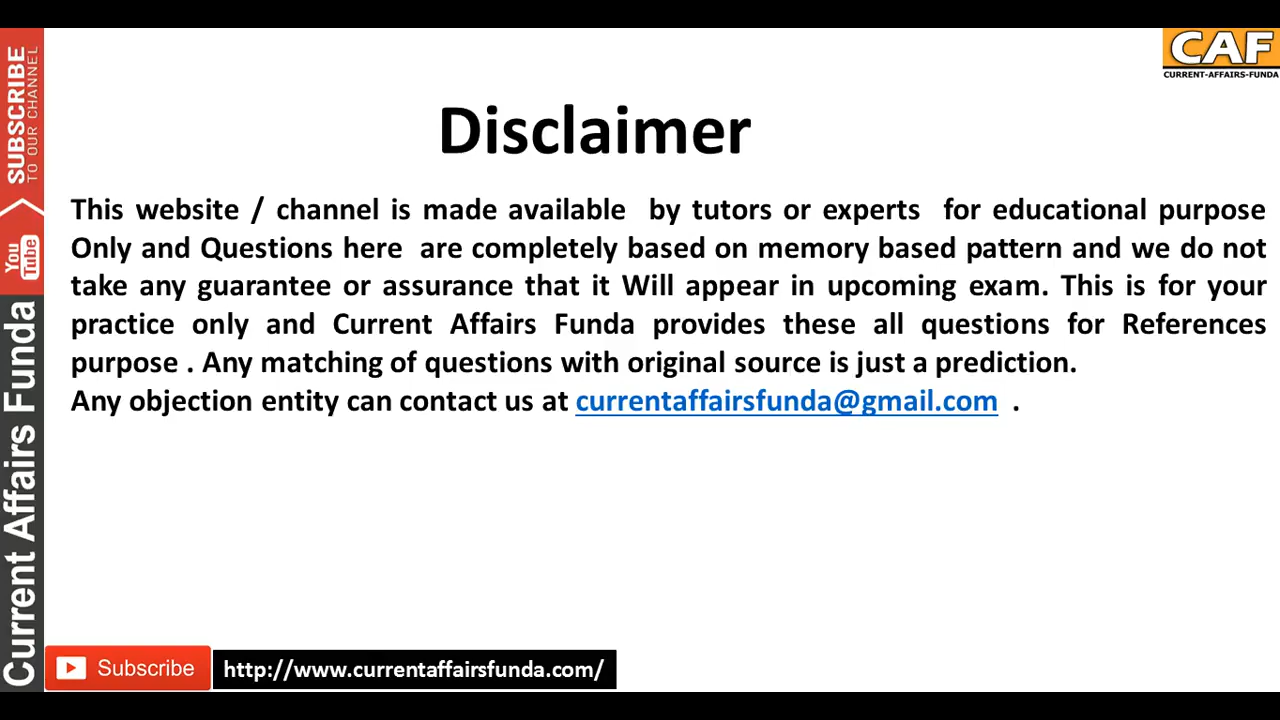 CAF
CURRENT-AFFAIRS-FUNDA
SUBSCRIBE
TO OUR CHANNEL
You
Tube
Current Affairs Funda
Disclaimer
This website / channel is made available by tutors or experts for educational purpose
Only and Questions here are completely based on memory based pattern and we do not
take any guarantee or assurance that it Will appear in upcoming exam. This is for your
practice only and Current Affairs Funda provides these all questions for References
purpose . Any matching of questions with original source is just a prediction.
Any objection entity can contact us at currentaffairsfunda@gmail.com .
Subscribe
http://www.currentaffairsfunda.com/